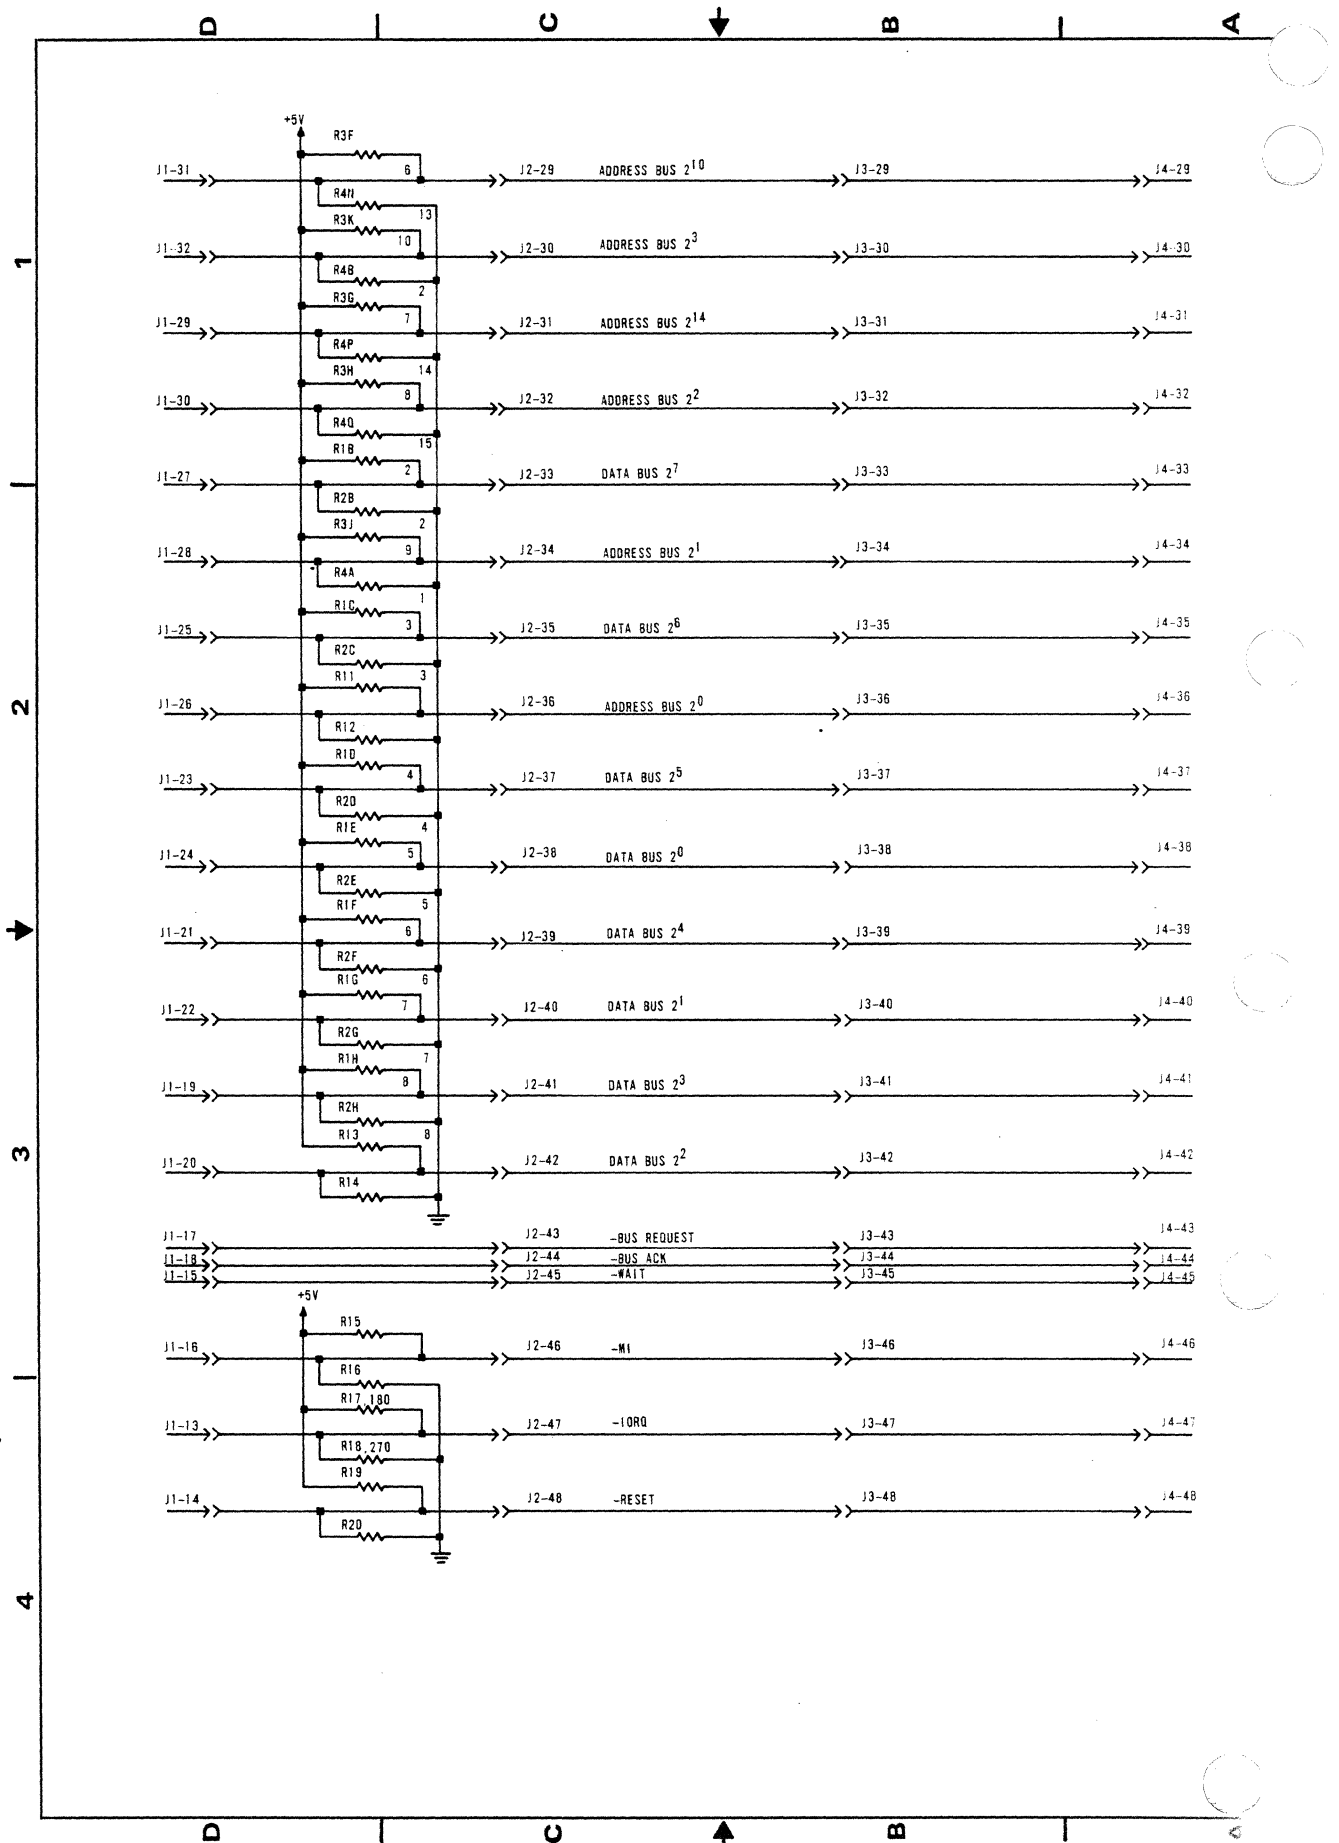 D C B A
+5V
R3F
J1-31 6 J2-29 ADDRESS BUS 2^10 J3-29 J4-29
R4N
13
R3K
J1-32 10 J2-30 ADDRESS BUS 2^3 J3-30 J4-30
1
R4B
2
R3G
J1-29 7 J2-31 ADDRESS BUS 2^14 J3-31 J4-31
R4P
14
R3H
J1-30 8 J2-32 ADDRESS BUS 2^2 J3-32 J4-32
R4Q
15
R1B
J1-27 2 J2-33 DATA BUS 2^7 J3-33 J4-33
R2B
2
R3J
J1-28 9 J2-34 ADDRESS BUS 2^1 J3-34 J4-34
R4A
1
R1C
J1-25 3 J2-35 DATA BUS 2^6 J3-35 J4-35
R2C
3
R11
J1-26 J2-36 ADDRESS BUS 2^0 J3-36 J4-36
2
R12
R1D
J1-23 4 J2-37 DATA BUS 2^5 J3-37 J4-37
R2D
4
R1E
J1-24 5 J2-38 DATA BUS 2^0 J3-38 J4-38
R2E
5
R1F
J1-21 6 J2-39 DATA BUS 2^4 J3-39 J4-39
R2F
6
R1G
J1-22 7 J2-40 DATA BUS 2^1 J3-40 J4-40
R2G
7
R1H
J1-19 8 J2-41 DATA BUS 2^3 J3-41 J4-41
R2H
8
R13
3
J1-20 J2-42 DATA BUS 2^2 J3-42 J4-42
R14
J1-17 J2-43 -BUS REQUEST J3-43 J4-43
J1-18 J2-44 -BUS ACK J3-44 J4-44
J1-15 J2-45 -WAIT J3-45 J4-45
+5V
R15
J1-16 J2-46 -M1 J3-46 J4-46
R16
R17,180
J1-13 J2-47 -IORQ J3-47 J4-47
R18,270
R19
J1-14 J2-48 -RESET J3-48 J4-48
R20
4
D C B A